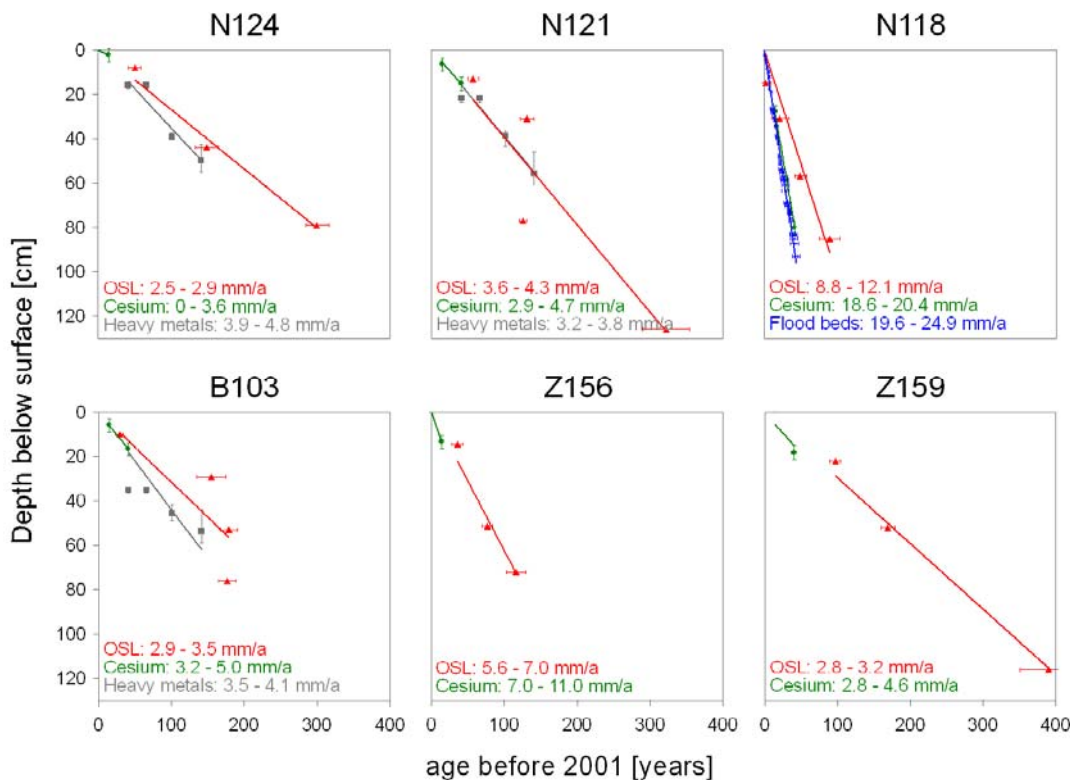 N124 N121 N118
0
20
40
60
80
100
120
OSL: 2.5 - 2.9 mm/a
Cesium: 0 - 3.6 mm/a
Heavy metals: 3.9 - 4.8 mm/a
OSL: 3.6 - 4.3 mm/a
Cesium: 2.9 - 4.7 mm/a
Heavy metals: 3.2 - 3.8 mm/a
OSL: 8.8 - 12.1 mm/a
Cesium: 18.6 - 20.4 mm/a
Flood beds: 19.6 - 24.9 mm/a
Depth below surface [cm]
B103 Z156 Z159
0
20
40
60
80
100
120
OSL: 2.9 - 3.5 mm/a
Cesium: 3.2 - 5.0 mm/a
Heavy metals: 3.5 - 4.1 mm/a
OSL: 5.6 - 7.0 mm/a
Cesium: 7.0 - 11.0 mm/a
OSL: 2.8 - 3.2 mm/a
Cesium: 2.8 - 4.6 mm/a
0 100 200 300 400 0 100 200 300 400 0 100 200 300 400
age before 2001 [years]